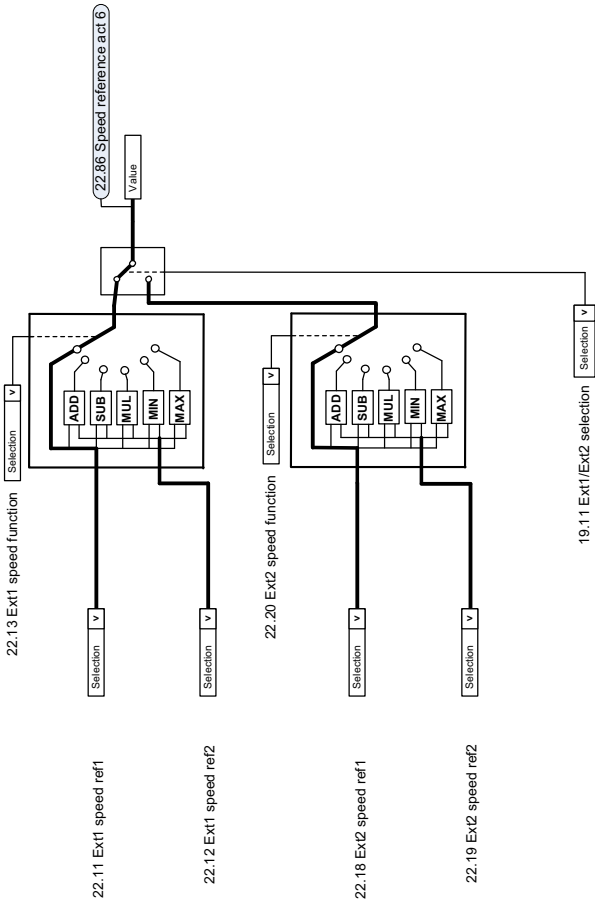 22.86 Speed reference act 6
Value
22.13 Ext1 speed function
Selection v
ADD
SUB
MUL
MIN
MAX
22.11 Ext1 speed ref1
Selection v
22.12 Ext1 speed ref2
Selection v
22.20 Ext2 speed function
Selection v
ADD
SUB
MUL
MIN
MAX
22.18 Ext2 speed ref1
Selection v
22.19 Ext2 speed ref2
Selection v
19.11 Ext1/Ext2 selection
Selection v